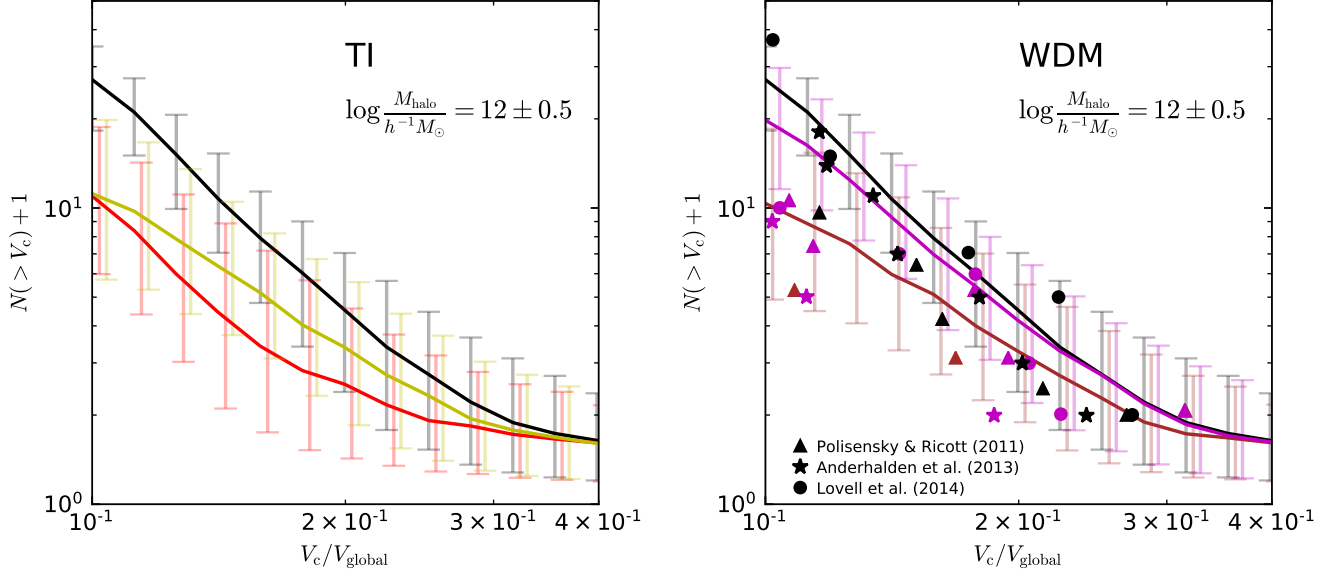 TI
log M_halo / h^{-1} M_⊙ = 12 ± 0.5
N(> V_c) + 1
10^1
10^0
10^{-1}
2 × 10^{-1}
3 × 10^{-1}
4 × 10^{-1}
V_c/V_global
WDM
log M_halo / h^{-1} M_⊙ = 12 ± 0.5
N(> V_c) + 1
10^1
10^0
Polisensky & Ricott (2011)
Anderhalden et al. (2013)
Lovell et al. (2014)
10^{-1}
2 × 10^{-1}
3 × 10^{-1}
4 × 10^{-1}
V_c/V_global